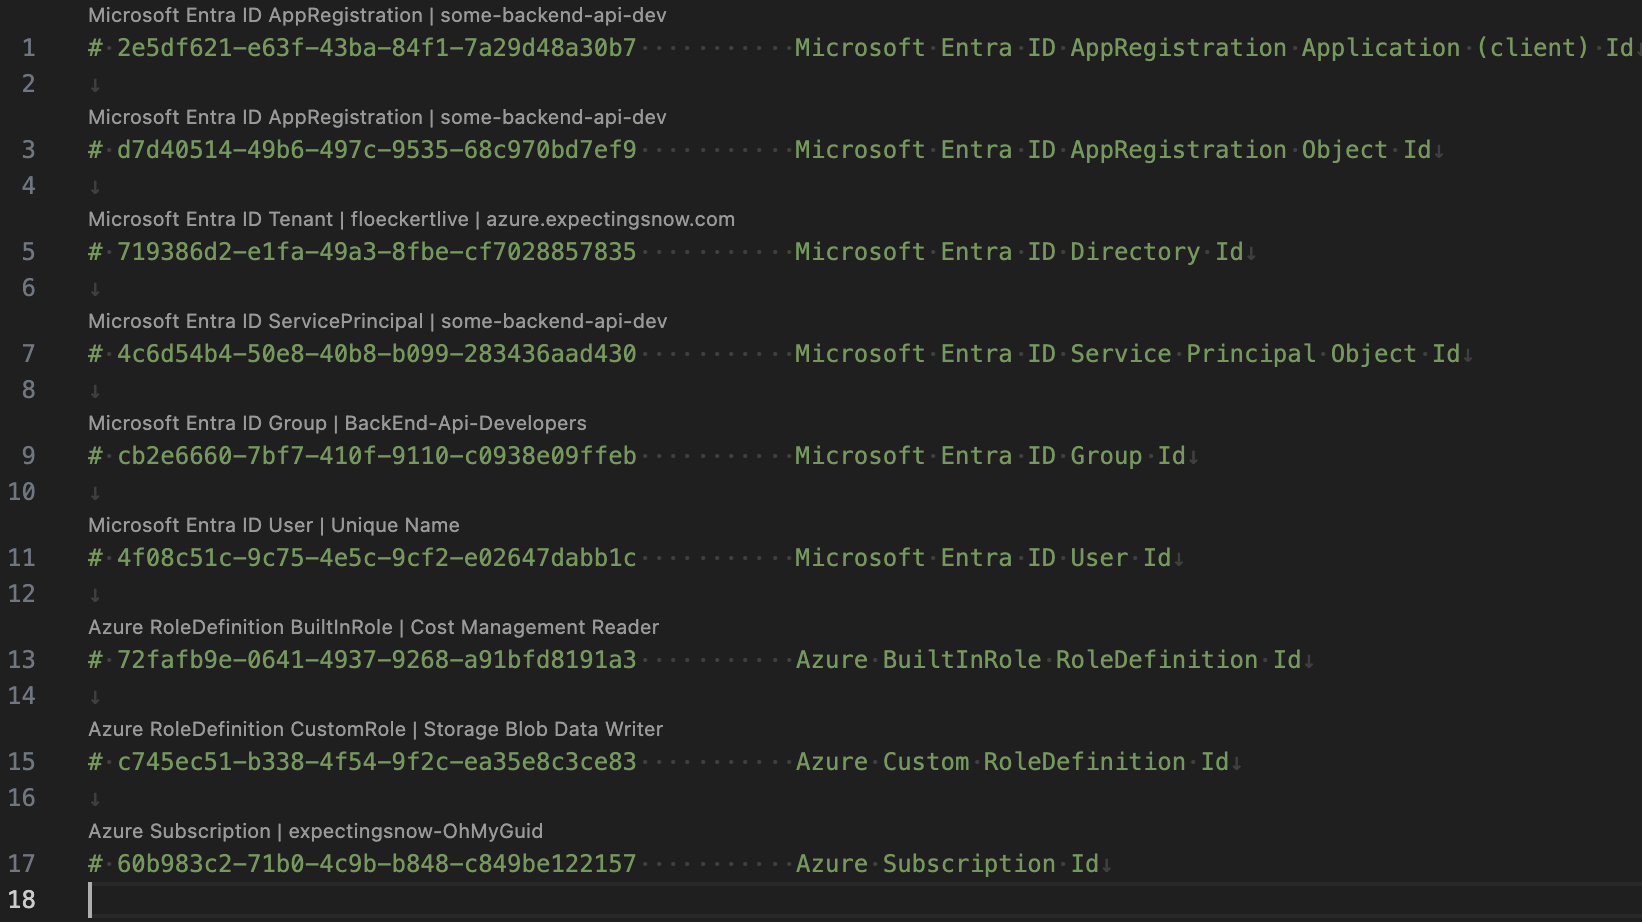 Microsoft Entra ID AppRegistration | some-backend-api-dev
1 # 2e5df621-e63f-43ba-84f1-7a29d48a30b7 Microsoft Entra ID AppRegistration Application (client) Id↓
2 ↓
Microsoft Entra ID AppRegistration | some-backend-api-dev
3 # d7d40514-49b6-497c-9535-68c970bd7ef9 Microsoft Entra ID AppRegistration Object Id↓
4 ↓
Microsoft Entra ID Tenant | floeckertlive | azure.expectingsnow.com
5 # 719386d2-e1fa-49a3-8fbe-cf7028857835 Microsoft Entra ID Directory Id↓
6 ↓
Microsoft Entra ID ServicePrincipal | some-backend-api-dev
7 # 4c6d54b4-50e8-40b8-b099-283436aad430 Microsoft Entra ID Service Principal Object Id↓
8 ↓
Microsoft Entra ID Group | BackEnd-Api-Developers
9 # cb2e6660-7bf7-410f-9110-c0938e09ffeb Microsoft Entra ID Group Id↓
10 ↓
Microsoft Entra ID User | Unique Name
11 # 4f08c51c-9c75-4e5c-9cf2-e02647dabb1c Microsoft Entra ID User Id↓
12 ↓
Azure RoleDefinition BuiltInRole | Cost Management Reader
13 # 72fafb9e-0641-4937-9268-a91bfd8191a3 Azure BuiltInRole RoleDefinition Id↓
14 ↓
Azure RoleDefinition CustomRole | Storage Blob Data Writer
15 # c745ec51-b338-4f54-9f2c-ea35e8c3ce83 Azure Custom RoleDefinition Id↓
16 ↓
Azure Subscription | expectingsnow-OhMyGuid
17 # 60b983c2-71b0-4c9b-b848-c849be122157 Azure Subscription Id↓
18